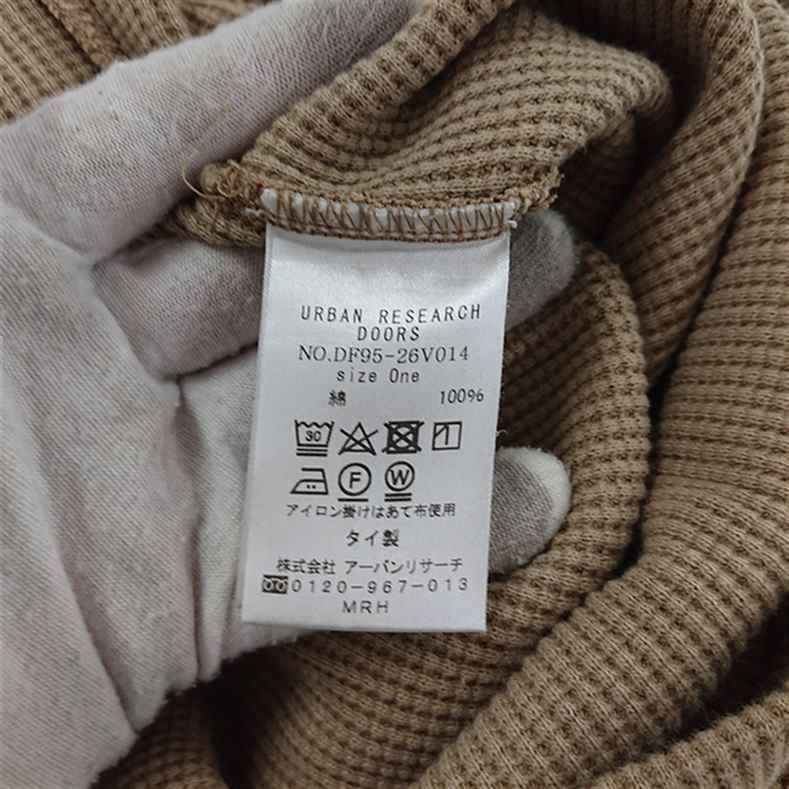 URBAN RESEARCH
DOORS
NO.DF95-26V014
size One
綿 100%
30
F W
アイロン掛けはあて布使用
タイ製
株式会社 アーバンリサーチ
0120-967-013
MRH